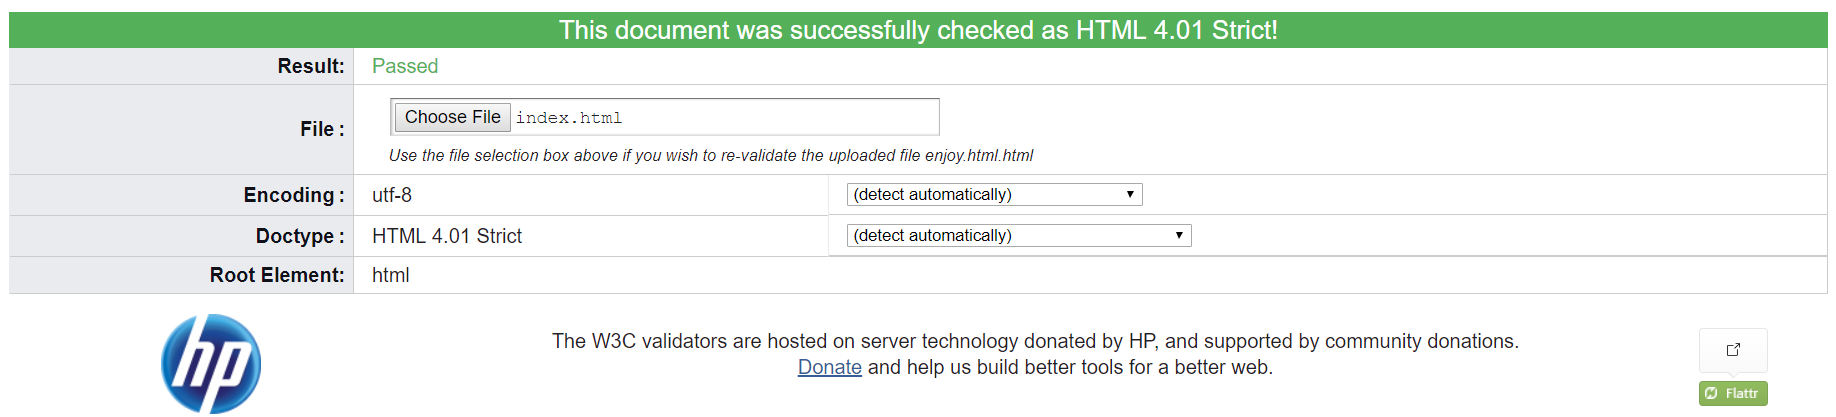 This document was successfully checked as HTML 4.01 Strict!
Result: Passed
File : Choose File index.html
Use the file selection box above if you wish to re-validate the uploaded file enjoy.html.html
Encoding : utf-8 (detect automatically)
Doctype : HTML 4.01 Strict (detect automatically)
Root Element: html
hp
The W3C validators are hosted on server technology donated by HP, and supported by community donations.
Donate and help us build better tools for a better web.
Flattr